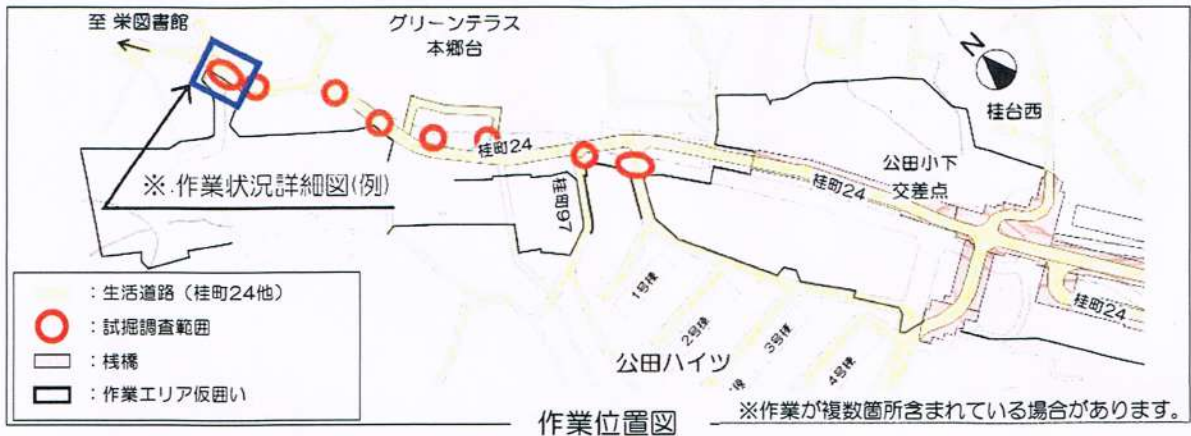 至 栄図書館
グリーンテラス
本郷台
N
桂台西
桂町24
公田小下
交差点
桂町24
※.作業状況詳細図(例)
桂町97
桂町24
1号棟
2号棟
3号棟
4号棟
棟
公田ハイツ
：生活道路（桂町24他）
：試掘調査範囲
：桟橋
：作業エリア仮囲い
作業位置図
※作業が複数箇所含まれている場合があります。